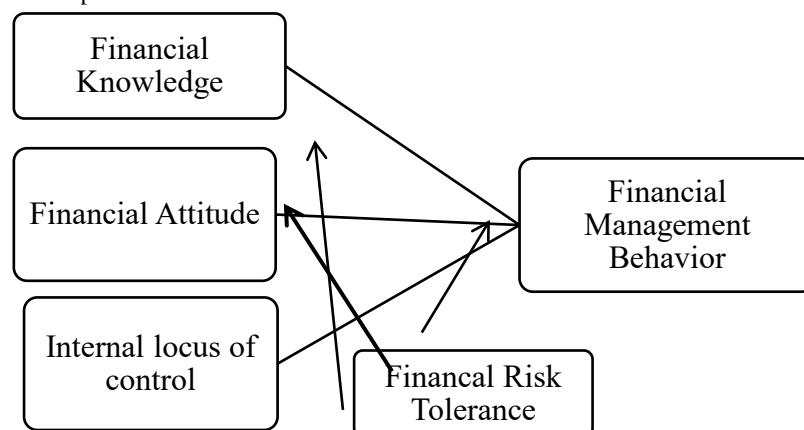 Financial
Knowledge
Financial Attitude
Financial
Management
Behavior
Internal locus of
control
Financal Risk
Tolerance